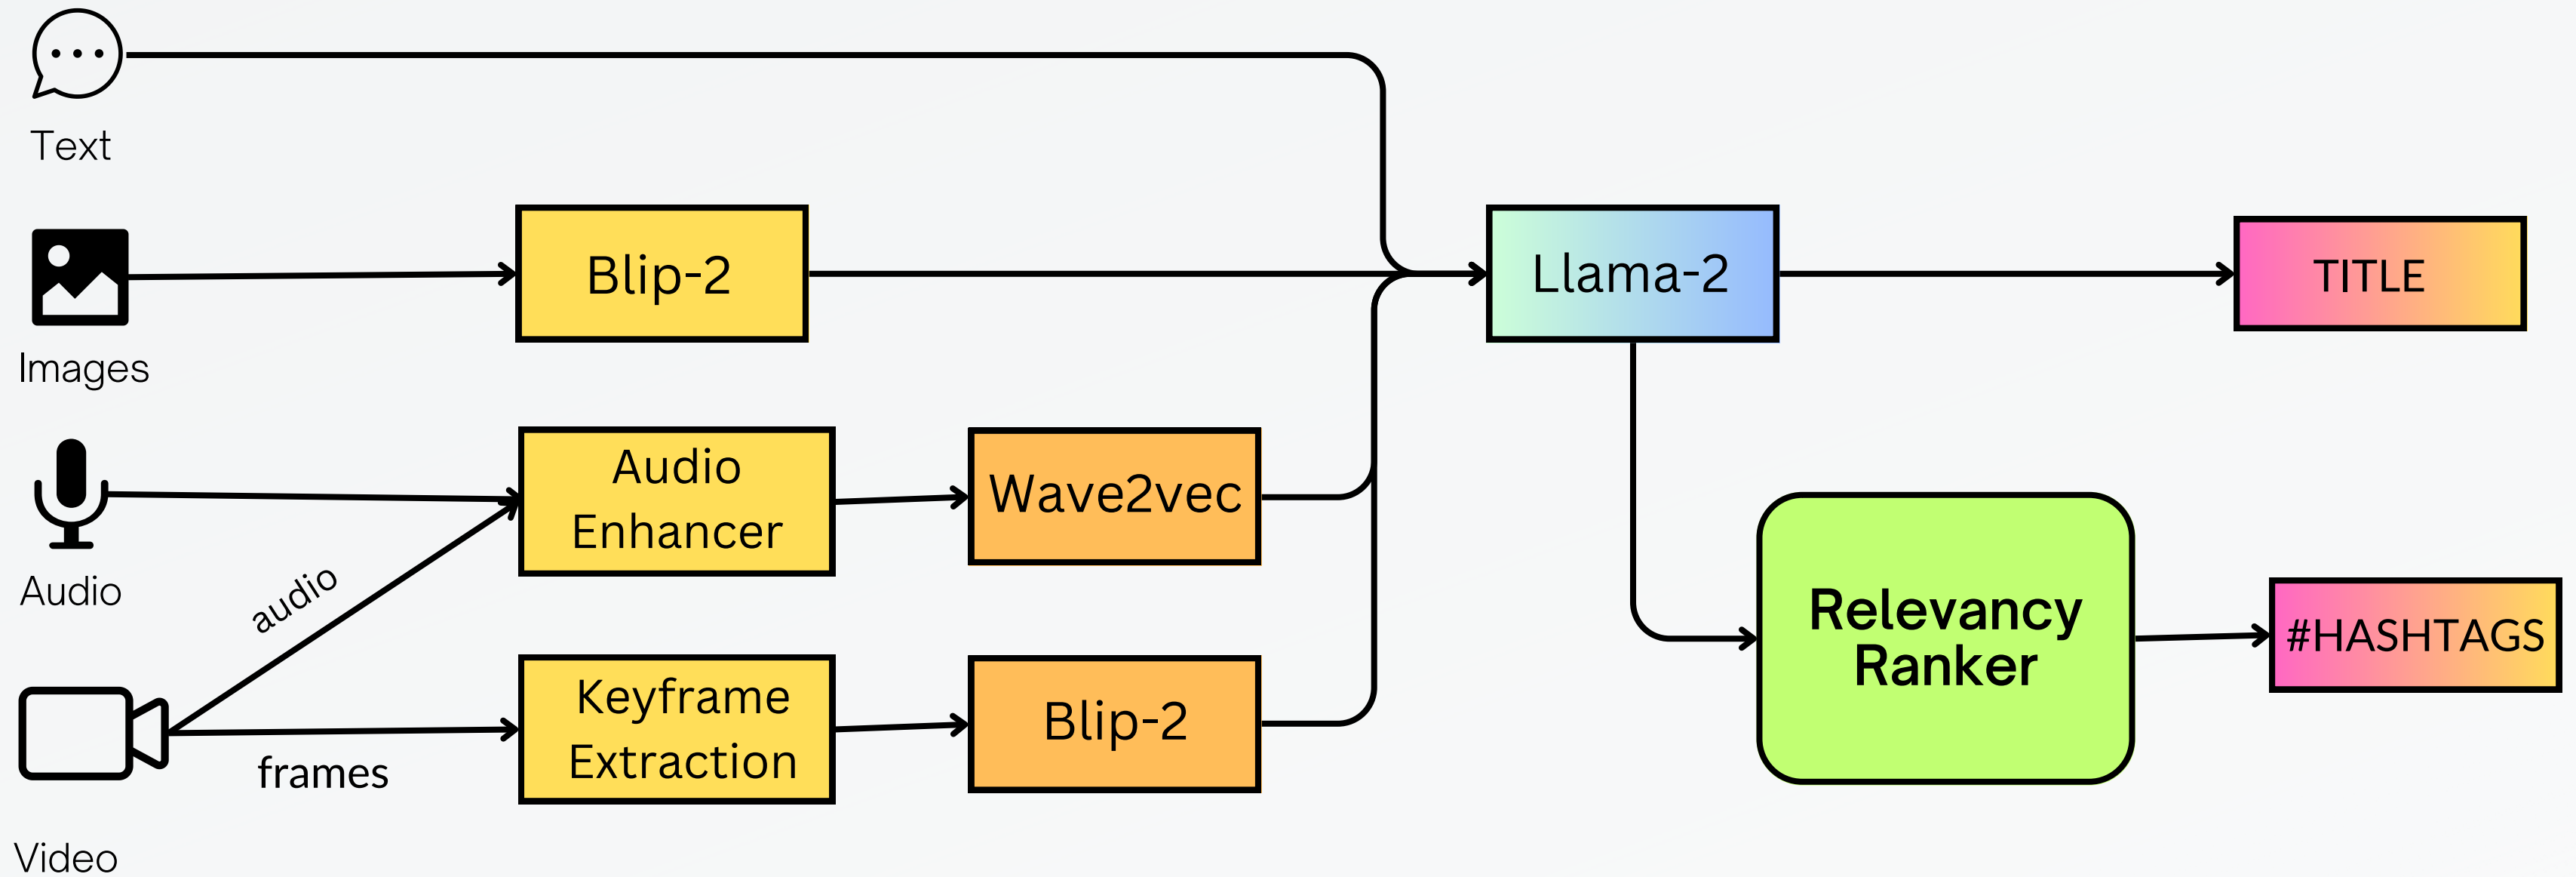 Text
Images
Blip-2
Llama-2
TITLE
Audio
Audio
Enhancer
Wave2vec
audio
Relevancy
Ranker
#HASHTAGS
Video
frames
Keyframe
Extraction
Blip-2